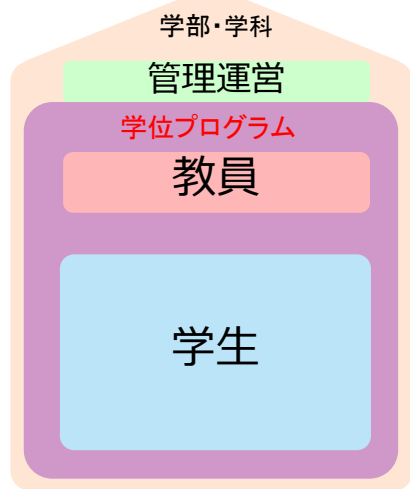 学部・学科
管理運営
学位プログラム
教員
学生